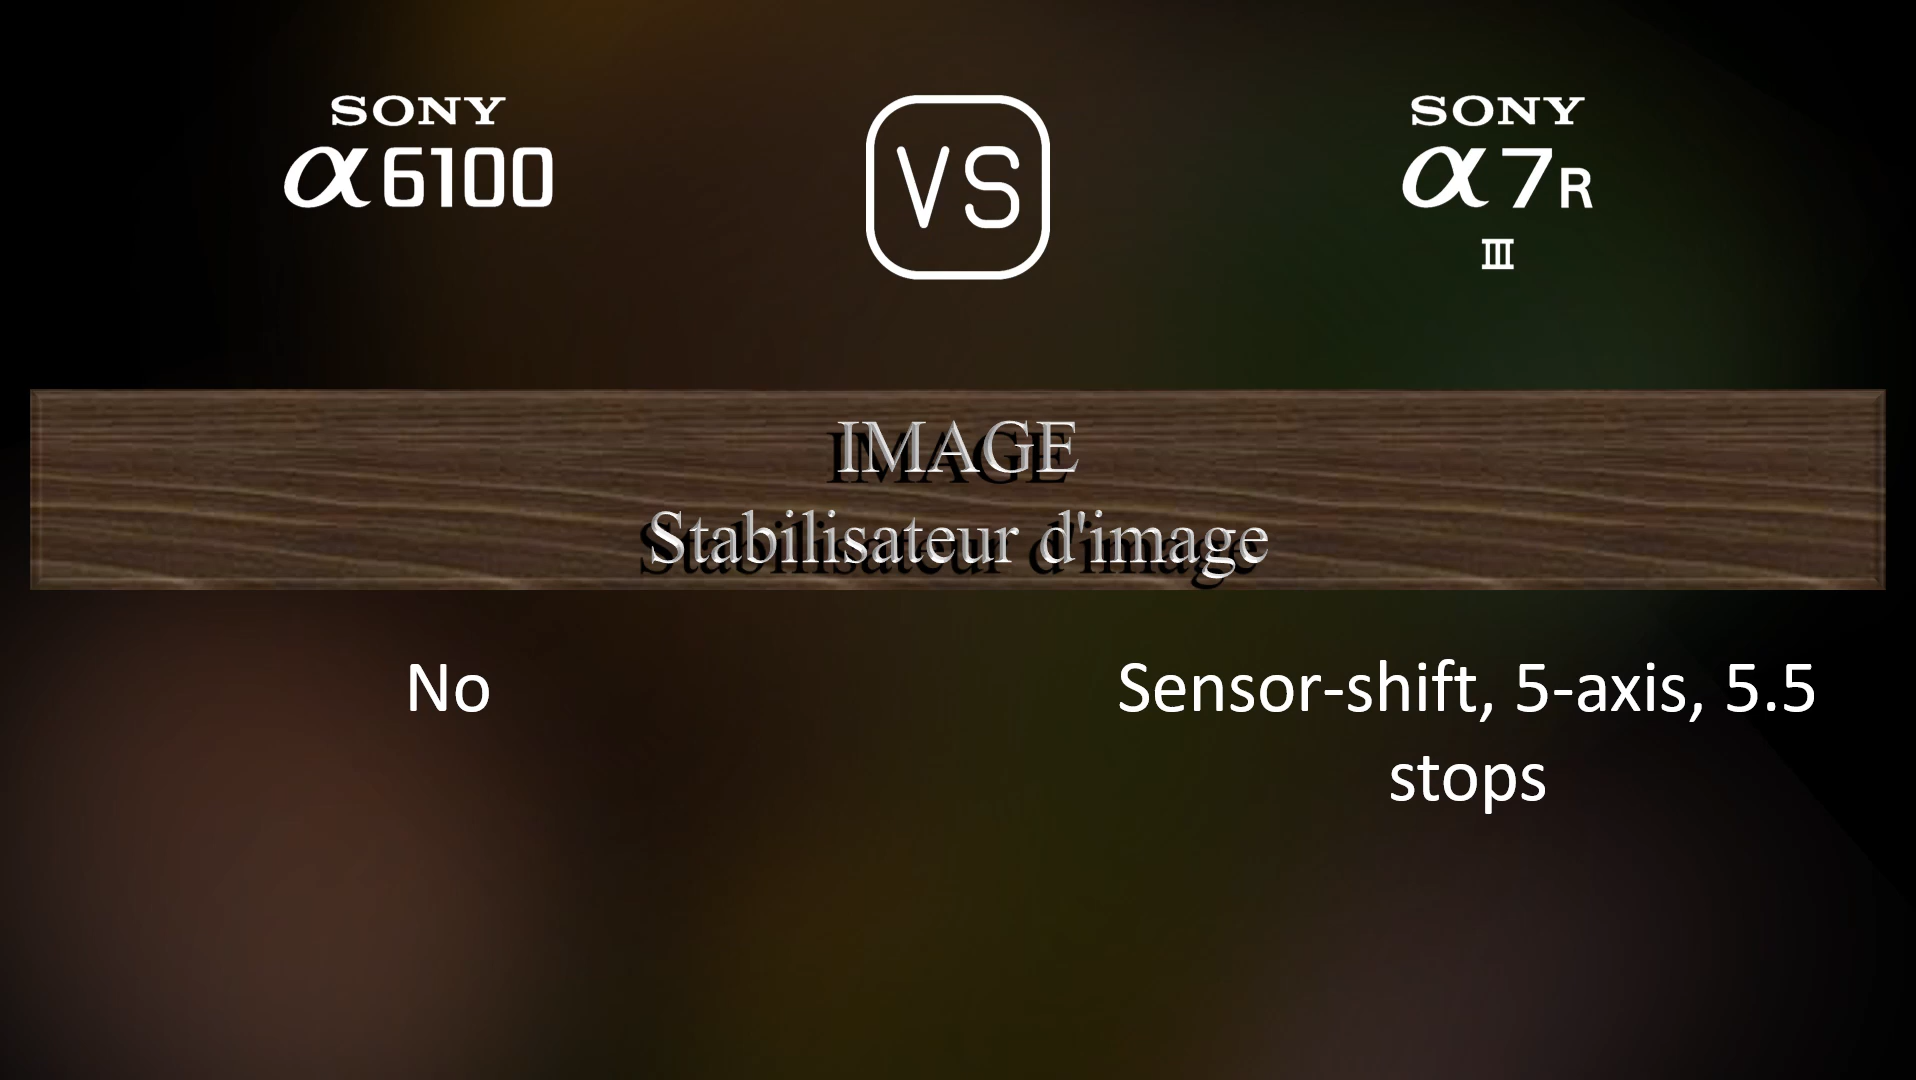 SONY
α6100
VS
SONY
α7R
III
IMAGE
Stabilisateur d'image
No
Sensor-shift, 5-axis, 5.5
stops